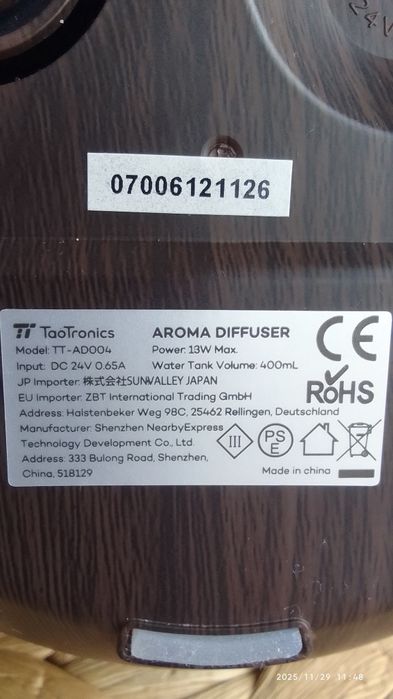 24V
07006121126
TaoTronics
AROMA DIFFUSER
Model: TT-AD004
Power: 13W Max.
Input: DC 24V 0.65A
Water Tank Volume: 400mL
JP Importer: 株式会社SUNVALLEY JAPAN
EU Importer: ZBT International Trading GmbH
Address: Halstenbeker Weg 98C, 25462 Rellingen, Deutschland
Manufacturer: Shenzhen NearbyExpress
Technology Development Co., Ltd.
Address: 333 Bulong Road, Shenzhen,
China, 518129
CE
RoHS
III
PS
E
Made in china
2025/11/29 11:48